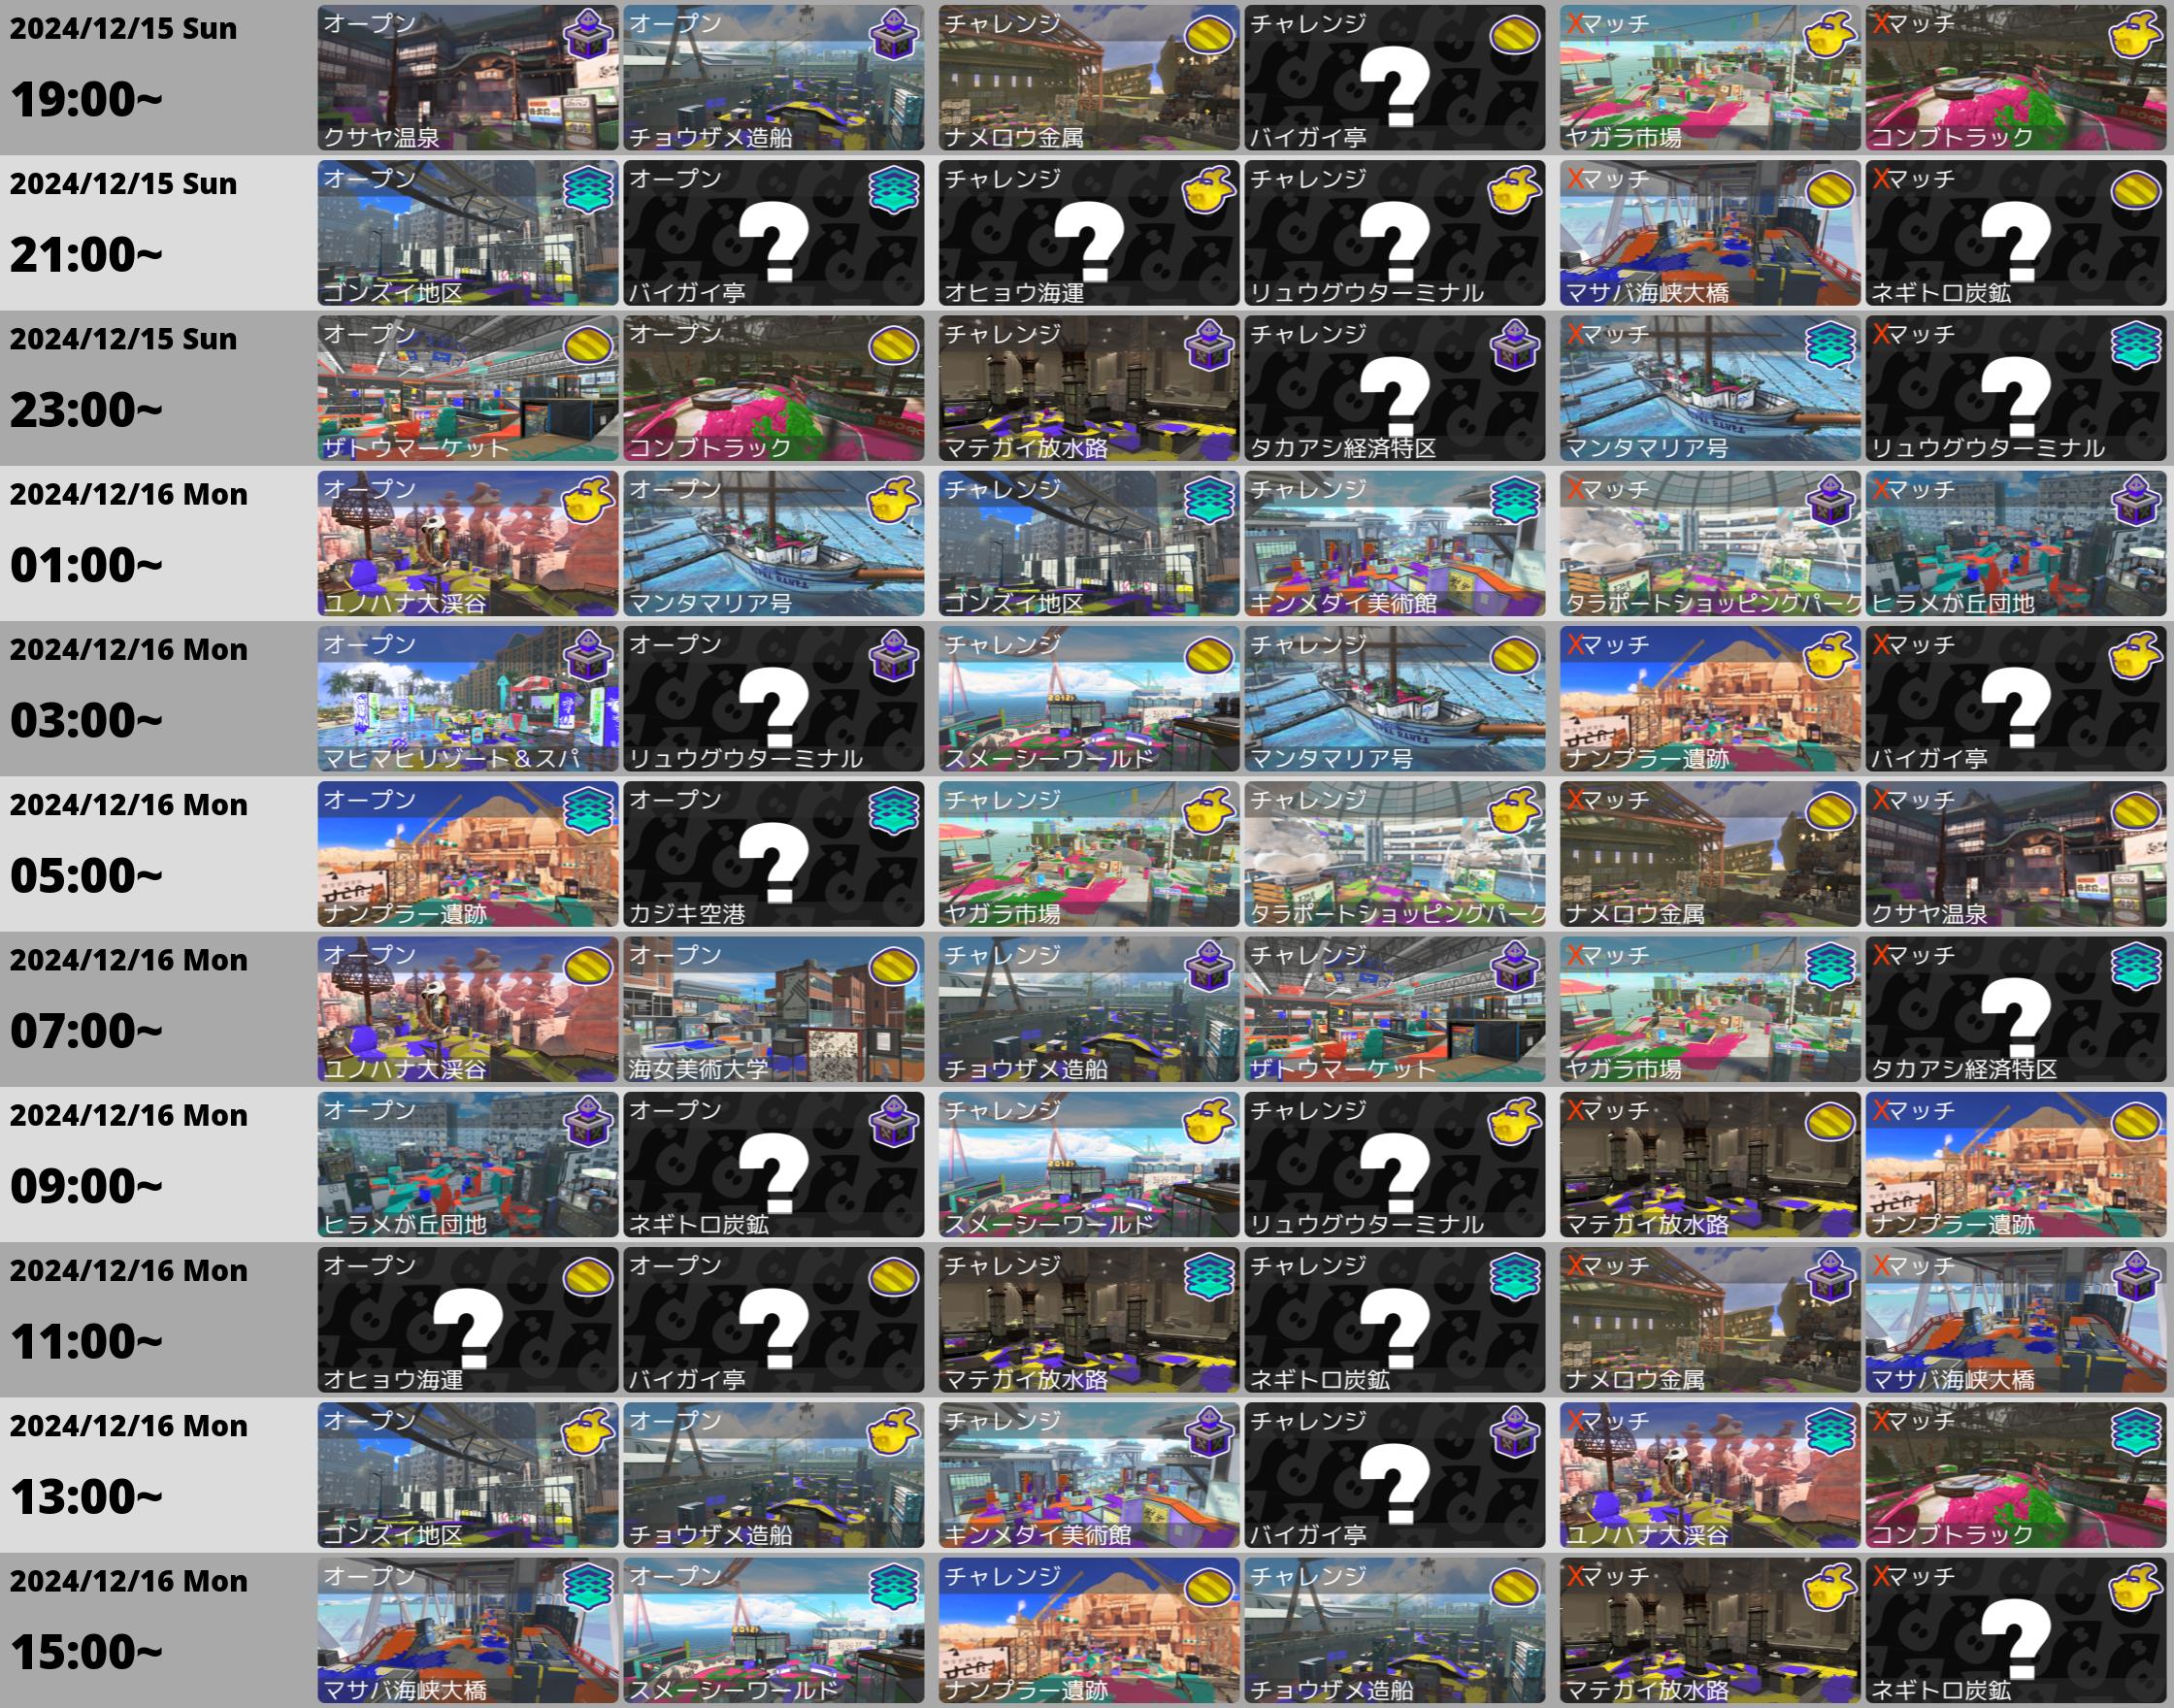 2024/12/15 Sun
19:00~
オープン
クサヤ温泉
オープン
チョウザメ造船
チャレンジ
ナメロウ金属
チャレンジ
?
バイガイ亭
Xマッチ
ヤガラ市場
Xマッチ
コンブトラック
2024/12/15 Sun
21:00~
オープン
ゴンズイ地区
オープン
?
バイガイ亭
チャレンジ
?
オヒョウ海運
チャレンジ
?
リュウグウターミナル
Xマッチ
マサバ海峡大橋
Xマッチ
?
ネギトロ炭鉱
2024/12/15 Sun
23:00~
オープン
ザトウマーケット
オープン
コンブトラック
チャレンジ
マテガイ放水路
チャレンジ
?
タカアシ経済特区
Xマッチ
マンタマリア号
Xマッチ
?
リュウグウターミナル
2024/12/16 Mon
01:00~
オープン
ユノハナ大渓谷
オープン
マンタマリア号
チャレンジ
ゴンズイ地区
チャレンジ
キンメダイ美術館
Xマッチ
タラポートショッピングパーク
Xマッチ
ヒラメが丘団地
2024/12/16 Mon
03:00~
オープン
マヒマヒリゾート＆スパ
オープン
?
リュウグウターミナル
チャレンジ
スメーシーワールド
チャレンジ
マンタマリア号
Xマッチ
ナンプラー遺跡
Xマッチ
?
バイガイ亭
2024/12/16 Mon
05:00~
オープン
ナンプラー遺跡
オープン
?
カジキ空港
チャレンジ
ヤガラ市場
チャレンジ
タラポートショッピングパーク
Xマッチ
ナメロウ金属
Xマッチ
クサヤ温泉
2024/12/16 Mon
07:00~
オープン
ユノハナ大渓谷
オープン
海女美術大学
チャレンジ
チョウザメ造船
チャレンジ
ザトウマーケット
Xマッチ
ヤガラ市場
Xマッチ
?
タカアシ経済特区
2024/12/16 Mon
09:00~
オープン
ヒラメが丘団地
オープン
?
ネギトロ炭鉱
チャレンジ
スメーシーワールド
チャレンジ
?
リュウグウターミナル
Xマッチ
マテガイ放水路
Xマッチ
ナンプラー遺跡
2024/12/16 Mon
11:00~
オープン
?
オヒョウ海運
オープン
?
バイガイ亭
チャレンジ
マテガイ放水路
チャレンジ
?
ネギトロ炭鉱
Xマッチ
ナメロウ金属
Xマッチ
マサバ海峡大橋
2024/12/16 Mon
13:00~
オープン
ゴンズイ地区
オープン
チョウザメ造船
チャレンジ
キンメダイ美術館
チャレンジ
?
バイガイ亭
Xマッチ
ユノハナ大渓谷
Xマッチ
コンブトラック
2024/12/16 Mon
15:00~
オープン
マサバ海峡大橋
オープン
スメーシーワールド
チャレンジ
ナンプラー遺跡
チャレンジ
チョウザメ造船
Xマッチ
マテガイ放水路
Xマッチ
?
ネギトロ炭鉱